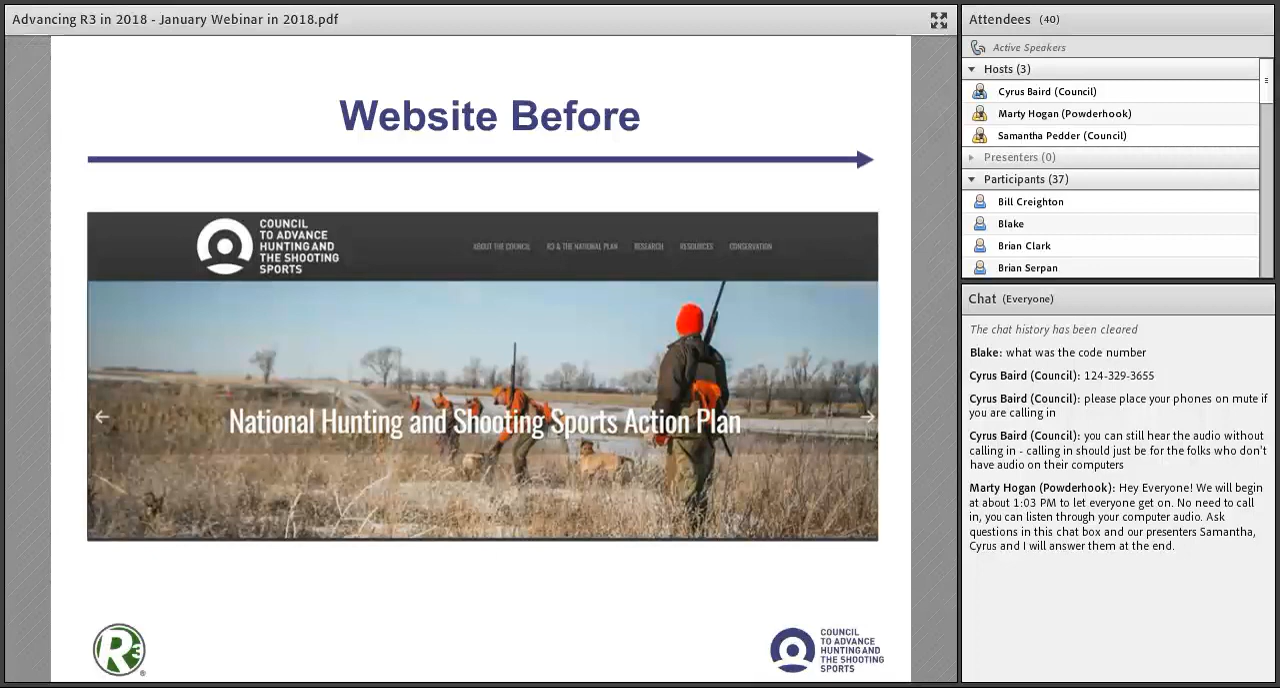 Advancing R3 in 2018 - January Webinar in 2018.pdf
Website Before
COUNCIL
TO ADVANCE
HUNTING AND
THE SHOOTING
SPORTS
ABOUT THE COUNCIL R3 & THE NATIONAL PLAN RESEARCH RESOURCES CONSERVATION
National Hunting and Shooting Sports Action Plan
R3
®
COUNCIL
TO ADVANCE
HUNTING AND
THE SHOOTING
SPORTS
Attendees (40)
Active Speakers
Hosts (3)
Cyrus Baird (Council)
Marty Hogan (Powderhook)
Samantha Pedder (Council)
Presenters (0)
Participants (37)
Bill Creighton
Blake
Brian Clark
Brian Serpan
Chat (Everyone)
The chat history has been cleared
Blake: what was the code number
Cyrus Baird (Council): 124-329-3655
Cyrus Baird (Council): please place your phones on mute if
you are calling in
Cyrus Baird (Council): you can still hear the audio without
calling in - calling in should just be for the folks who don't
have audio on their computers
Marty Hogan (Powderhook): Hey Everyone! We will begin
at about 1:03 PM to let everyone get on. No need to call
in, you can listen through your computer audio. Ask
questions in this chat box and our presenters Samantha,
Cyrus and I will answer them at the end.